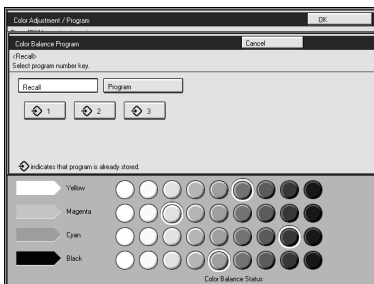 Color Adjustment / Program
OK
Color Balance Program
Cancel
<Recall>
Select program number key.
Recall
Program
1
2
3
indicates that program is already stored.
Yellow
Magenta
Cyan
Black
Color Balance Status